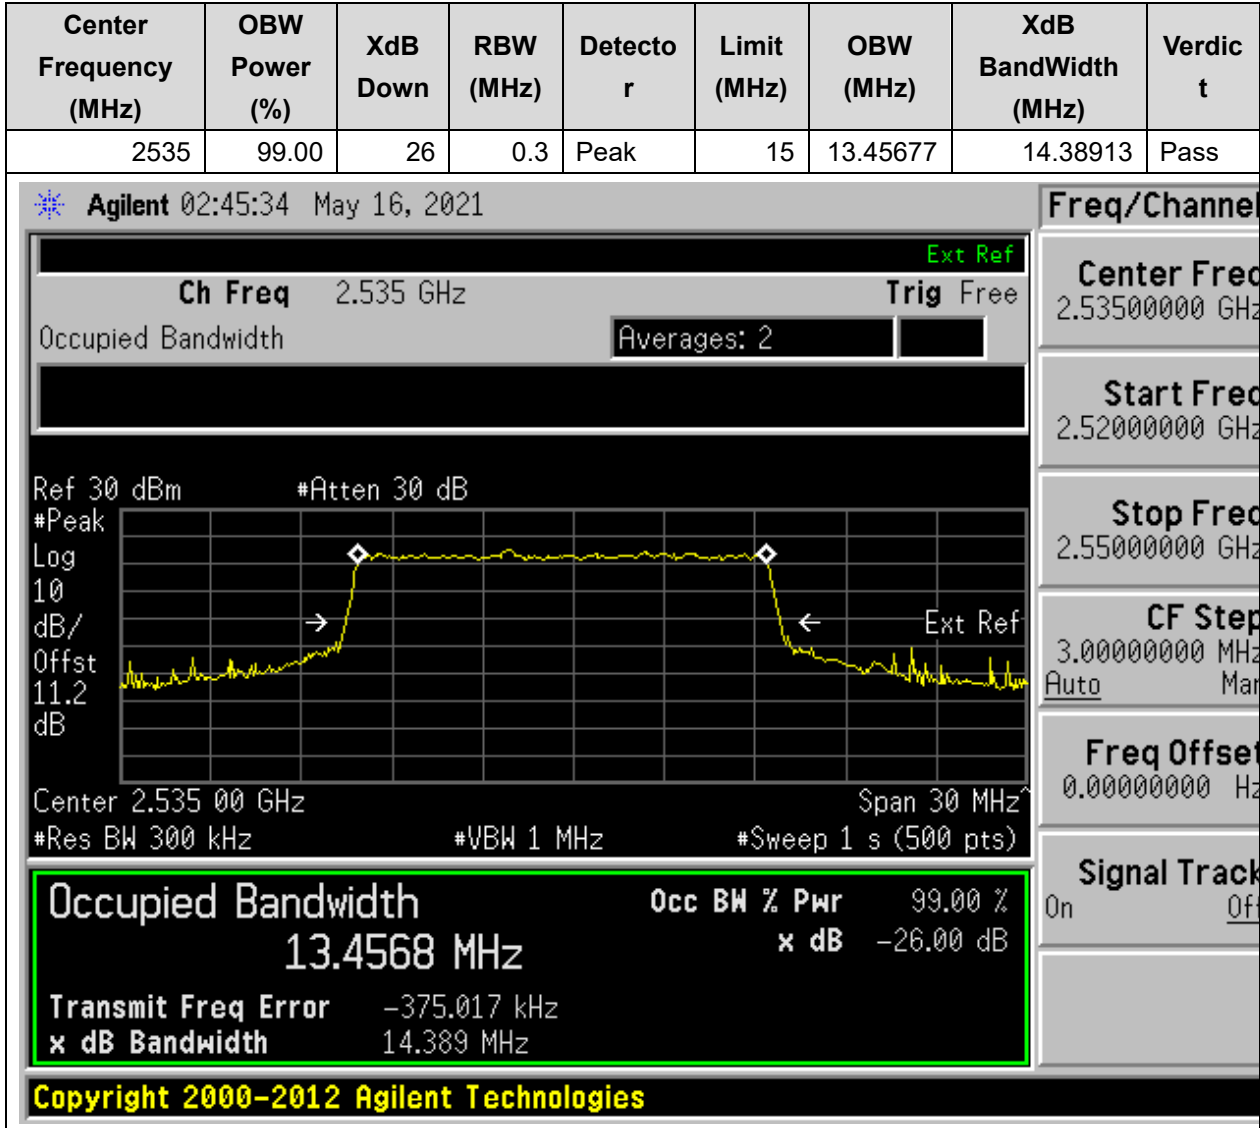 Center Frequency (MHz) OBW Power (%) XdB Down RBW (MHz) Detector Limit (MHz) OBW (MHz) XdB BandWidth (MHz) Verdict
2535 99.00 26 0.3 Peak 15 13.45677 14.38913 Pass
Agilent 02:45:34 May 16, 2021
Freq/Channel
Ext Ref
Ch Freq 2.535 GHz Trig Free
Occupied Bandwidth Averages: 2
Center Freq
2.53500000 GHz
Start Freq
2.52000000 GHz
Stop Freq
2.55000000 GHz
CF Step
3.00000000 MHz
Auto Man
Freq Offset
0.00000000 Hz
Signal Track
On Off
Ref 30 dBm #Atten 30 dB
#Peak
Log
10
dB/
Offst
11.2
dB
Ext Ref
Center 2.535 00 GHz Span 30 MHz^
#Res BW 300 kHz #VBW 1 MHz #Sweep 1 s (500 pts)
Occupied Bandwidth
13.4568 MHz
Occ BW % Pwr 99.00 %
x dB -26.00 dB
Transmit Freq Error -375.017 kHz
x dB Bandwidth 14.389 MHz
Copyright 2000-2012 Agilent Technologies